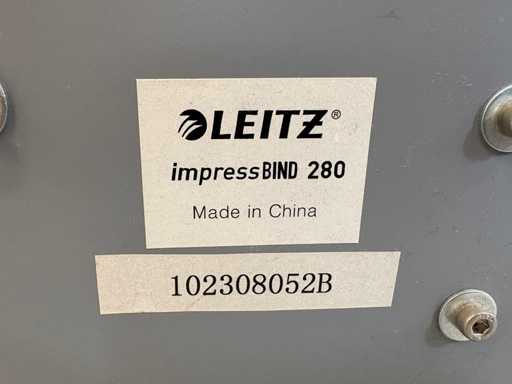 LEITZ®
impressBIND 280
Made in China
102308052B